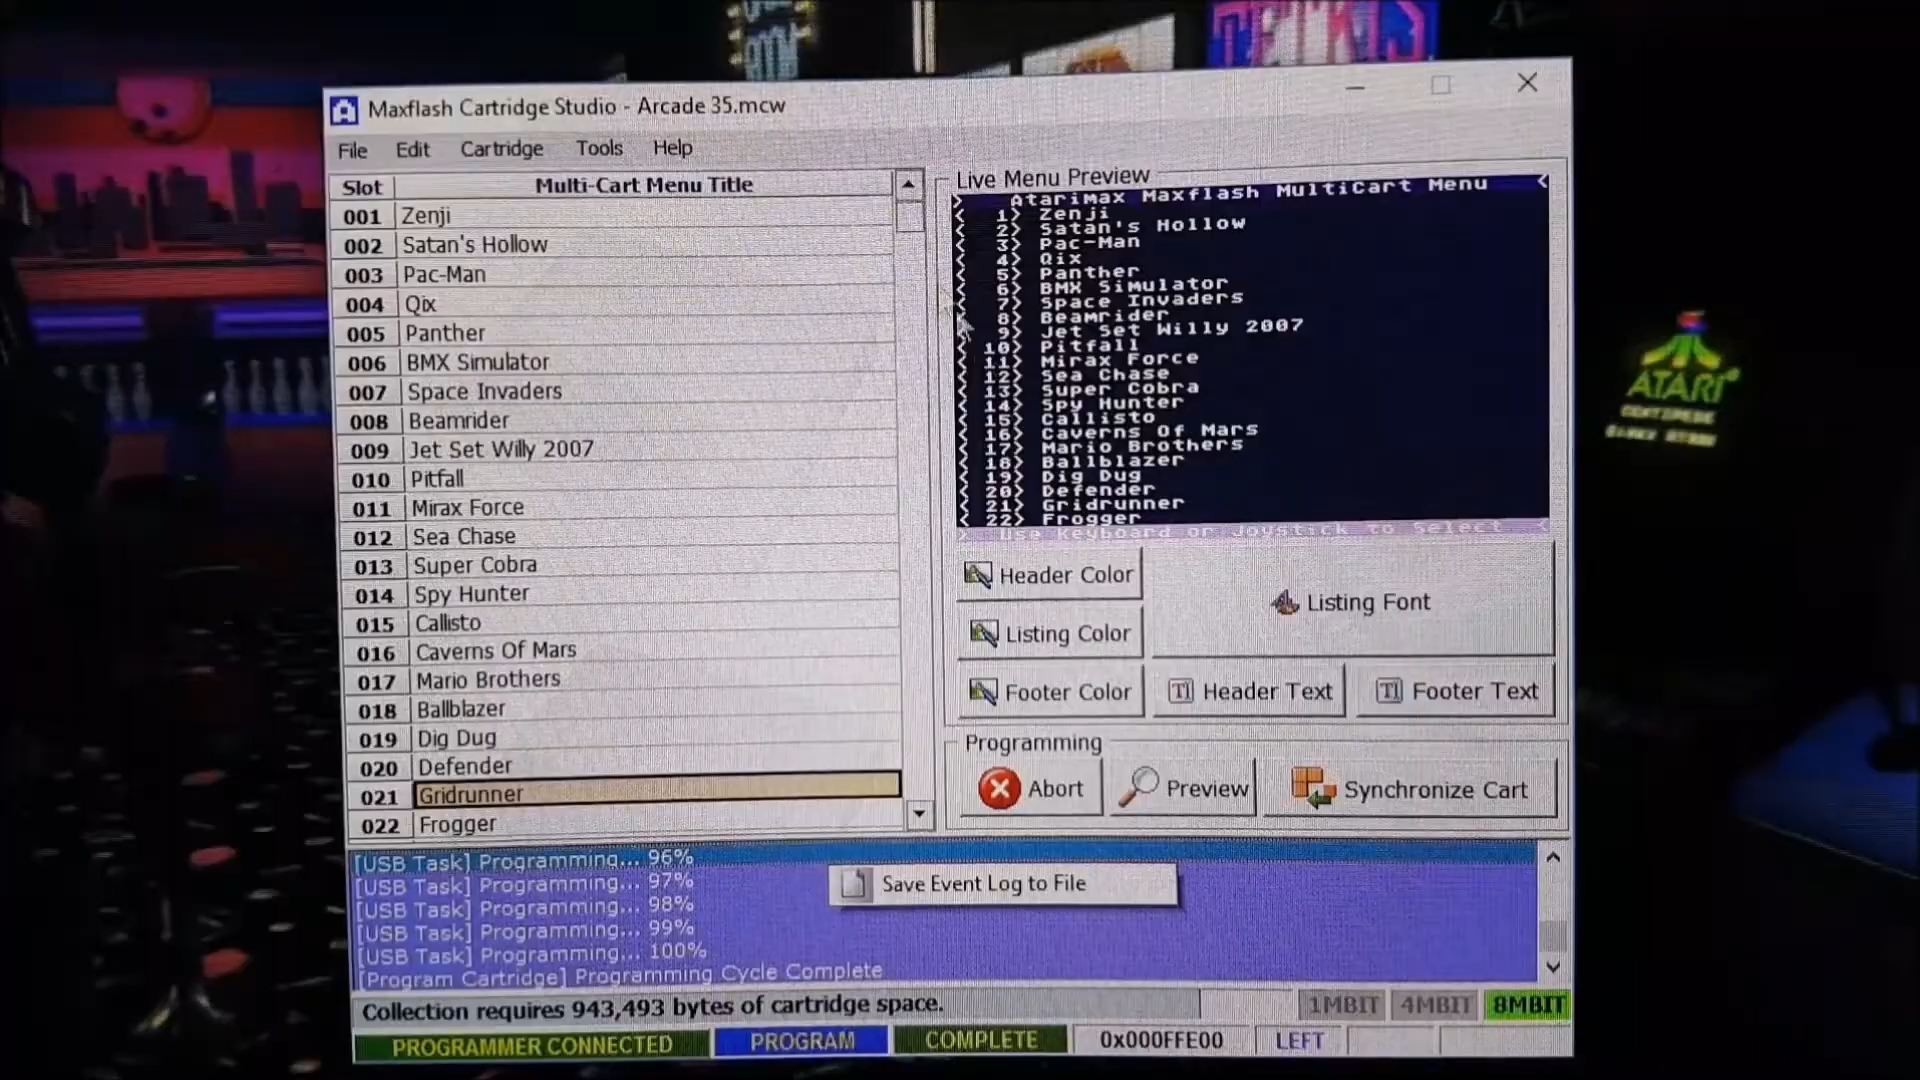 TETRIS
Maxflash Cartridge Studio - Arcade 35.mcw
File Edit Cartridge Tools Help
Slot Multi-Cart Menu Title
001 Zenji
002 Satan's Hollow
003 Pac-Man
004 Qix
005 Panther
006 BMX Simulator
007 Space Invaders
008 Beamrider
009 Jet Set Willy 2007
010 Pitfall
011 Mirax Force
012 Sea Chase
013 Super Cobra
014 Spy Hunter
015 Callisto
016 Caverns Of Mars
017 Mario Brothers
018 Ballblazer
019 Dig Dug
020 Defender
021 Gridrunner
022 Frogger
Live Menu Preview
Atarimax Maxflash MultiCart Menu
1> Zenji
2> Satan's Hollow
3> Pac-Man
4> Qix
5> Panther
6> BMX Simulator
7> Space Invaders
8> Beamrider
9> Jet Set Willy 2007
10> Pitfall
11> Mirax Force
12> Sea Chase
13> Super Cobra
14> Spy Hunter
15> Callisto
16> Caverns Of Mars
17> Mario Brothers
18> Ballblazer
19> Dig Dug
20> Defender
21> Gridrunner
22> Frogger
Use Keyboard or Joystick to Select
Header Color
Listing Font
Listing Color
Footer Color
Header Text
Footer Text
Programming
Abort
Preview
Synchronize Cart
[USB Task] Programming... 96%
[USB Task] Programming... 97%
[USB Task] Programming... 98%
[USB Task] Programming... 99%
[USB Task] Programming... 100%
[Program Cartridge] Programming Cycle Complete
Save Event Log to File
Collection requires 943,493 bytes of cartridge space.
1MBIT 4MBIT 8MBIT
PROGRAMMER CONNECTED PROGRAM COMPLETE 0x000FFE00 LEFT
ATARI